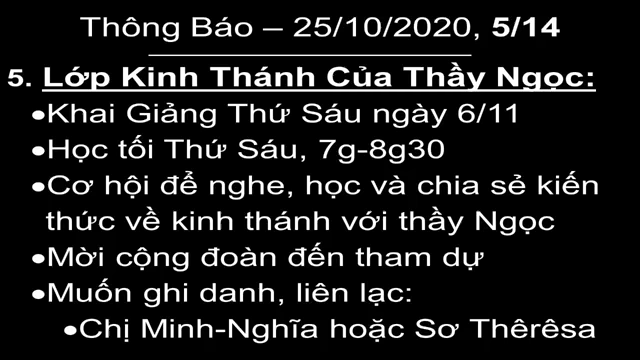 Thông Báo – 25/10/2020, 5/14
5. Lớp Kinh Thánh Của Thầy Ngọc:
•Khai Giảng Thứ Sáu ngày 6/11
•Học tối Thứ Sáu, 7g-8g30
•Cơ hội để nghe, học và chia sẻ kiến
thức về kinh thánh với thầy Ngọc
•Mời cộng đoàn đến tham dự
•Muốn ghi danh, liên lạc:
•Chị Minh-Nghĩa hoặc Sơ Thêrêsa